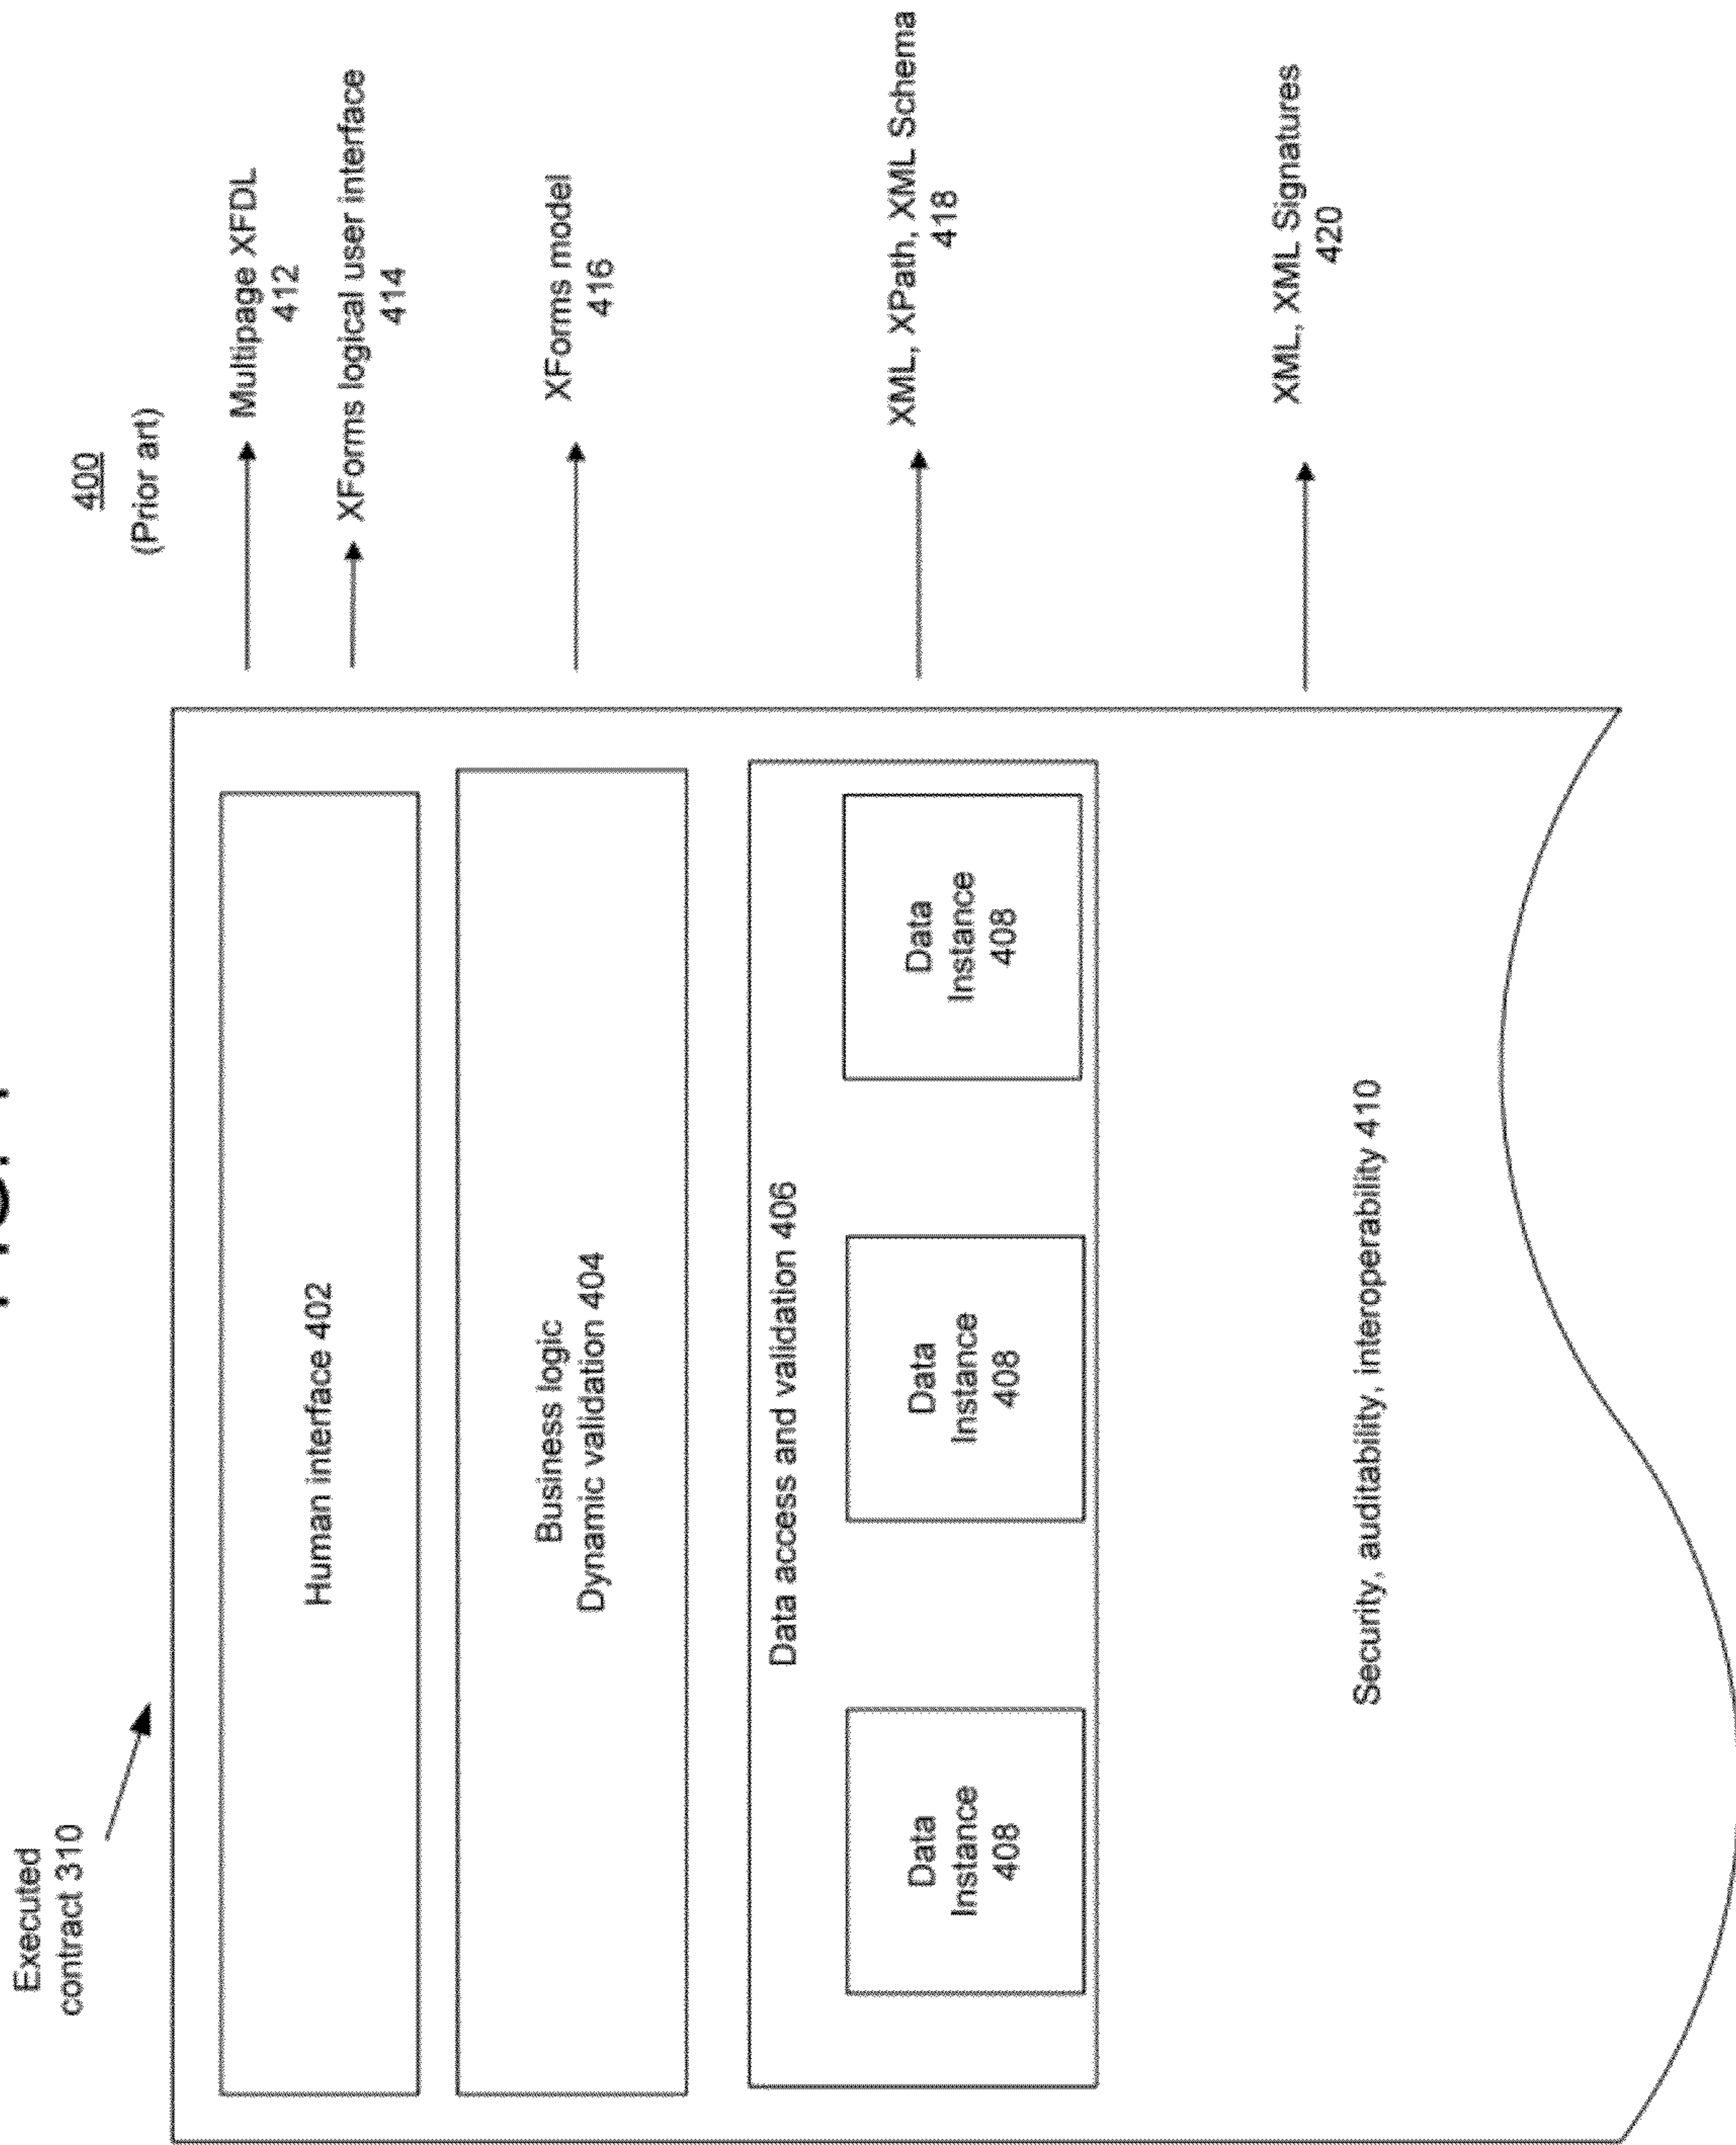 400
(Prior art)
Executed
contract 310
Human interface 402
Multipage XFDL
412
XForms logical user interface
414
Business logic
Dynamic validation 404
XForms model
416
Data access and validation 406
Data
Instance
408
Data
Instance
408
Data
Instance
408
XML, XPath, XML Schema
418
Security, auditability, interoperability 410
XML, XML Signatures
420